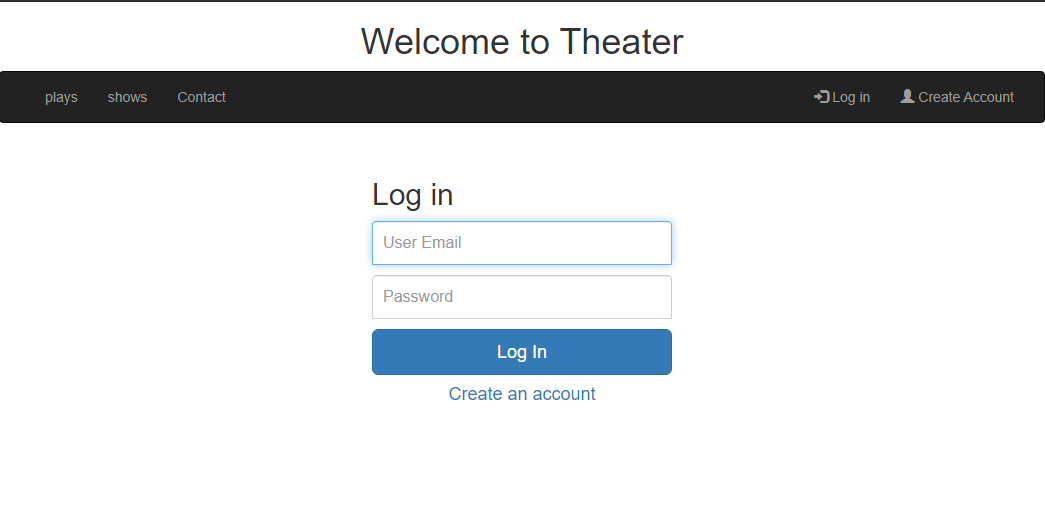 Welcome to Theater
plays shows Contact Log in Create Account
Log in
User Email
Password
Log In
Create an account